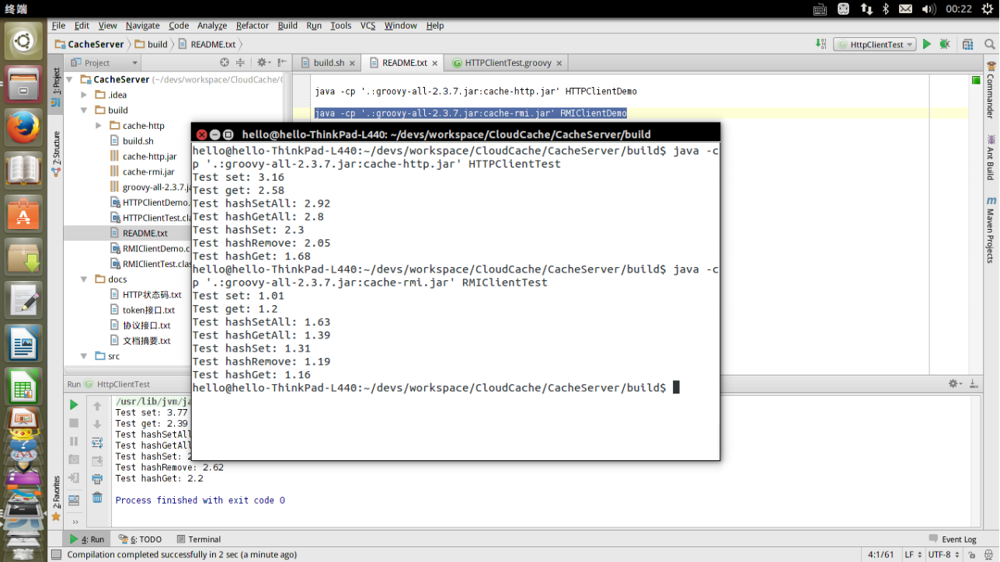 终端
00:22
File Edit View Navigate Code Analyze Refactor Build Run Tools VCS Window Help
CacheServer build README.txt
HttpClientTest
Project
build.sh README.txt HTTPClientTest.groovy
1: Project
2: Structure
2: Favorites
Commander
Ant Build
Maven Projects
CacheServer (~/devs/workspace/CloudCache/
.idea
build
cache-http
build.sh
cache-http.jar
cache-rmi.jar
groovy-all-2.3.7.ja
HTTPClientDemo.
HTTPClientTest.cla
README.txt
RMIClientDemo.c
RMIClientTest.clas
docs
HTTP状态码.txt
token接口.txt
协议接口.txt
文档摘要.txt
src
java -cp '.:groovy-all-2.3.7.jar:cache-http.jar' HTTPClientDemo
java -cp '.:groovy-all-2.3.7.jar:cache-rmi.jar' RMIClientDemo
hello@hello-ThinkPad-L440: ~/devs/workspace/CloudCache/CacheServer/build
hello@hello-ThinkPad-L440:~/devs/workspace/CloudCache/CacheServer/build$ java -c
p '.:groovy-all-2.3.7.jar:cache-http.jar' HTTPClientTest
Test set: 3.16
Test get: 2.58
Test hashSetAll: 2.92
Test hashGetAll: 2.8
Test hashSet: 2.3
Test hashRemove: 2.05
Test hashGet: 1.68
hello@hello-ThinkPad-L440:~/devs/workspace/CloudCache/CacheServer/build$ java -c
p '.:groovy-all-2.3.7.jar:cache-rmi.jar' RMIClientTest
Test set: 1.01
Test get: 1.2
Test hashSetAll: 1.63
Test hashGetAll: 1.39
Test hashSet: 1.31
Test hashRemove: 1.19
Test hashGet: 1.16
hello@hello-ThinkPad-L440:~/devs/workspace/CloudCache/CacheServer/build$
Run HttpClientTest
/usr/lib/jvm/ja
Test set: 3.77
Test get: 2.39
Test hashSetAll
Test hashGetAll
Test hashSet: 2
Test hashRemove: 2.62
Test hashGet: 2.2
Process finished with exit code 0
4: Run 6: TODO Terminal
Event Log
Compilation completed successfully in 2 sec (a minute ago)
4:1/61 LF UTF-8